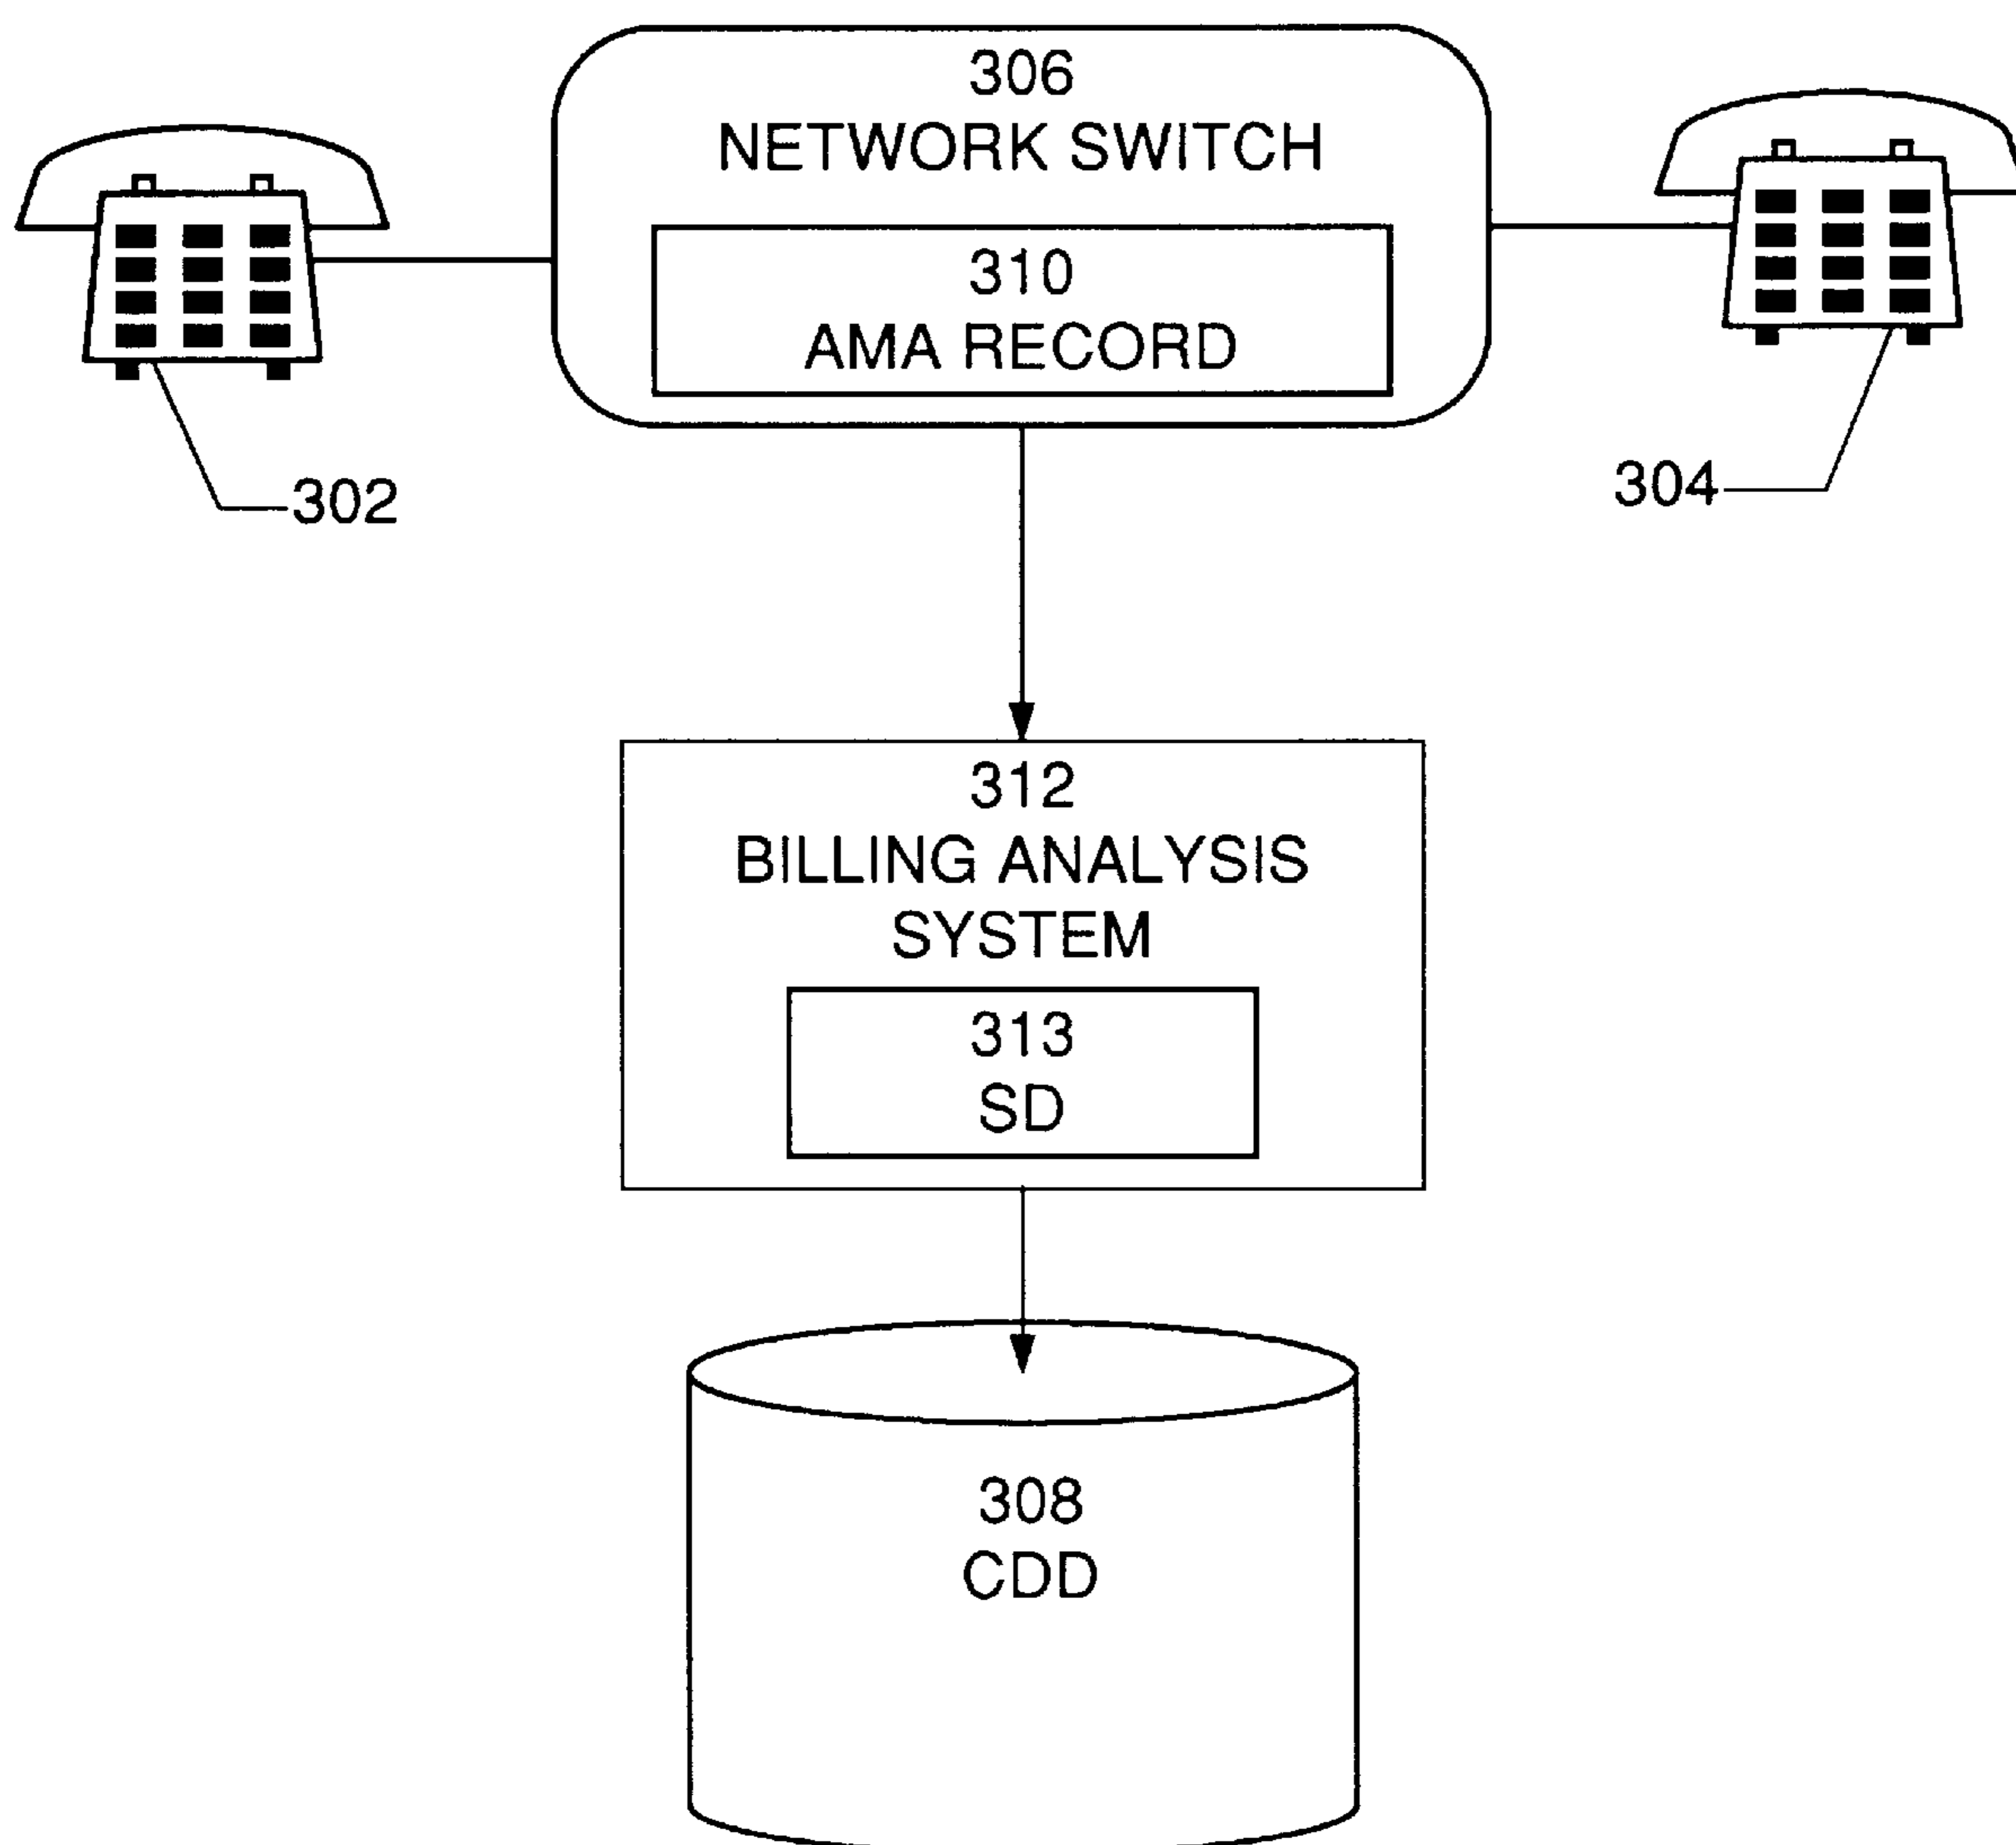 306
NETWORK SWITCH
310
AMA RECORD
302
304
312
BILLING ANALYSIS
SYSTEM
313
SD
308
CDD